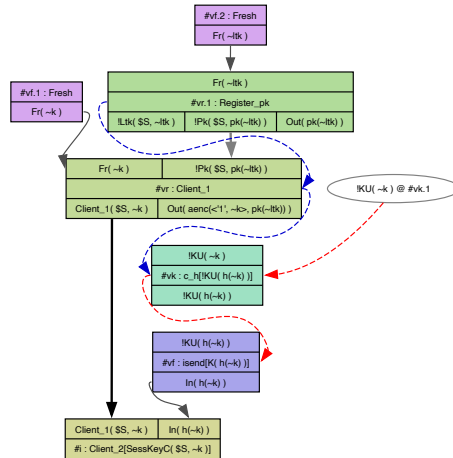 #vf.2 : Fresh
Fr( ~ltk )
#vf.1 : Fresh
Fr( ~k )
Fr( ~ltk )
#vr.1 : Register_pk
!Ltk( $S, ~ltk ) !Pk( $S, pk(~ltk) ) Out( pk(~ltk) )
Fr( ~k ) !Pk( $S, pk(~ltk) )
#vr : Client_1
Client_1( $S, ~k ) Out( aenc(<'1', ~k>, pk(~ltk)) )
!KU( ~k ) @ #vk.1
!KU( ~k )
#vk : c_h[!KU( h(~k) )]
!KU( h(~k) )
!KU( h(~k) )
#vf : isend[K( h(~k) )]
In( h(~k) )
Client_1( $S, ~k ) In( h(~k) )
#i : Client_2[SessKeyC( $S, ~k )]